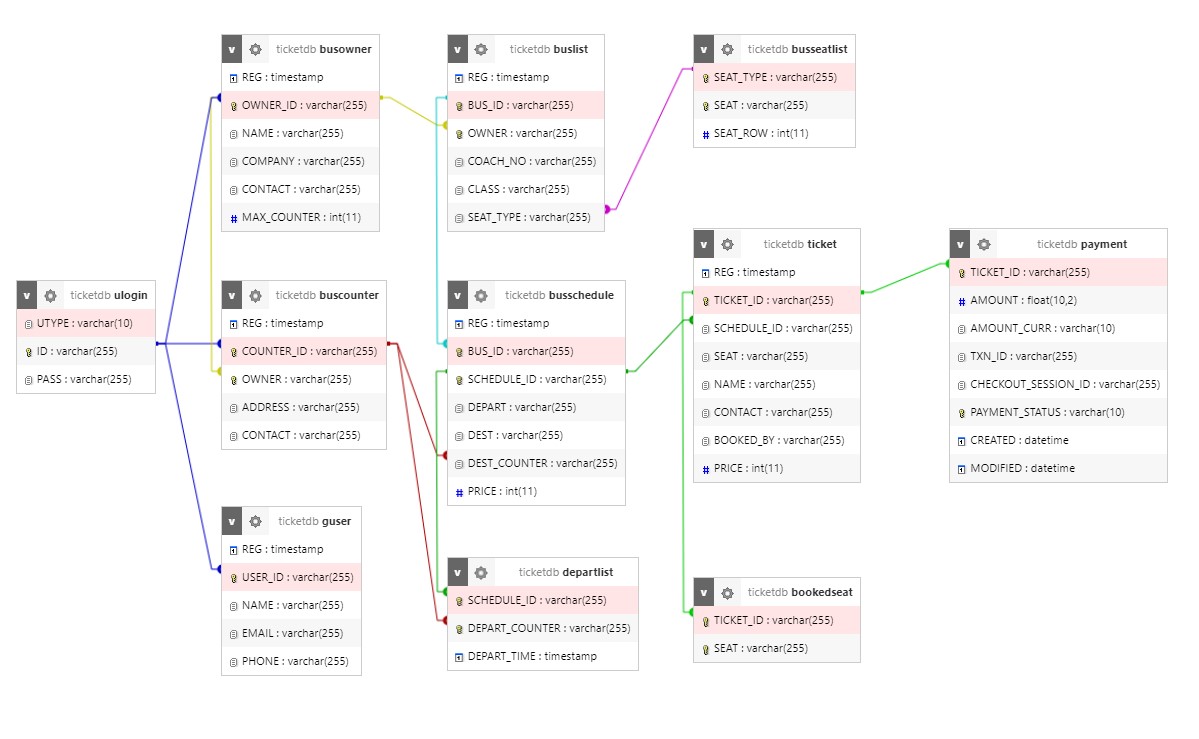 v ticketdb busowner
REG : timestamp
OWNER_ID : varchar(255)
NAME : varchar(255)
COMPANY : varchar(255)
CONTACT : varchar(255)
MAX_COUNTER : int(11)
v ticketdb buslist
REG : timestamp
BUS_ID : varchar(255)
OWNER : varchar(255)
COACH_NO : varchar(255)
CLASS : varchar(255)
SEAT_TYPE : varchar(255)
v ticketdb busseatlist
SEAT_TYPE : varchar(255)
SEAT : varchar(255)
SEAT_ROW : int(11)
v ticketdb ulogin
UTYPE : varchar(10)
ID : varchar(255)
PASS : varchar(255)
v ticketdb buscounter
REG : timestamp
COUNTER_ID : varchar(255)
OWNER : varchar(255)
ADDRESS : varchar(255)
CONTACT : varchar(255)
v ticketdb busschedule
REG : timestamp
BUS_ID : varchar(255)
SCHEDULE_ID : varchar(255)
DEPART : varchar(255)
DEST : varchar(255)
DEST_COUNTER : varchar(255)
PRICE : int(11)
v ticketdb ticket
REG : timestamp
TICKET_ID : varchar(255)
SCHEDULE_ID : varchar(255)
SEAT : varchar(255)
NAME : varchar(255)
CONTACT : varchar(255)
BOOKED_BY : varchar(255)
PRICE : int(11)
v ticketdb payment
TICKET_ID : varchar(255)
AMOUNT : float(10,2)
AMOUNT_CURR : varchar(10)
TXN_ID : varchar(255)
CHECKOUT_SESSION_ID : varchar(255)
PAYMENT_STATUS : varchar(10)
CREATED : datetime
MODIFIED : datetime
v ticketdb guser
REG : timestamp
USER_ID : varchar(255)
NAME : varchar(255)
EMAIL : varchar(255)
PHONE : varchar(255)
v ticketdb departlist
SCHEDULE_ID : varchar(255)
DEPART_COUNTER : varchar(255)
DEPART_TIME : timestamp
v ticketdb bookedseat
TICKET_ID : varchar(255)
SEAT : varchar(255)